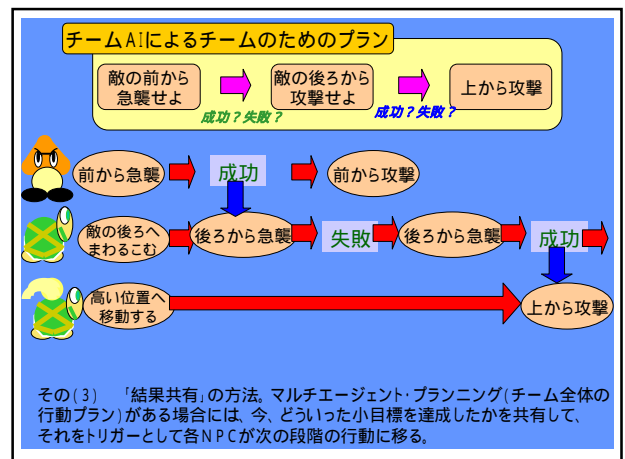 チームAIによるチームのためのプラン
敵の前から
急襲せよ
敵の後ろから
攻撃せよ
上から攻撃
成功?失敗?
成功?失敗?
前から急襲
成功
前から攻撃
敵の後ろへ
まわるこむ
後ろから急襲
失敗
後ろから急襲
成功
高い位置へ
移動する
上から攻撃
その(3) 「結果共有」の方法。マルチエージェント・プランニング(チーム全体の
行動プラン)がある場合には、今、どういった小目標を達成したかを共有して、
それをトリガーとして各NPCが次の段階の行動に移る。